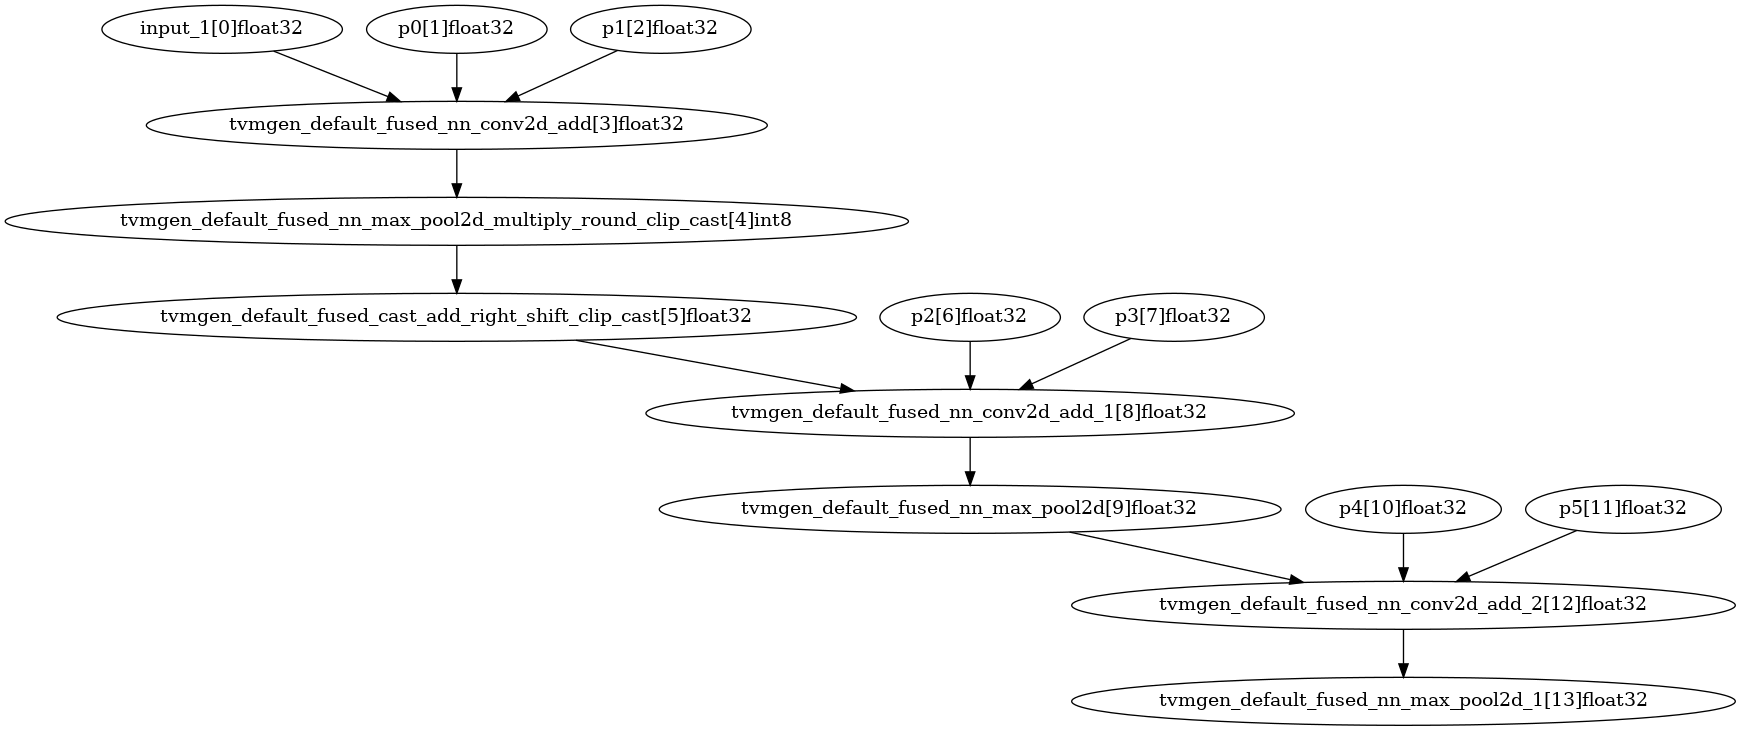 input_1[0]float32
p0[1]float32
p1[2]float32
tvmgen_default_fused_nn_conv2d_add[3]float32
tvmgen_default_fused_nn_max_pool2d_multiply_round_clip_cast[4]int8
tvmgen_default_fused_cast_add_right_shift_clip_cast[5]float32
p2[6]float32
p3[7]float32
tvmgen_default_fused_nn_conv2d_add_1[8]float32
tvmgen_default_fused_nn_max_pool2d[9]float32
p4[10]float32
p5[11]float32
tvmgen_default_fused_nn_conv2d_add_2[12]float32
tvmgen_default_fused_nn_max_pool2d_1[13]float32